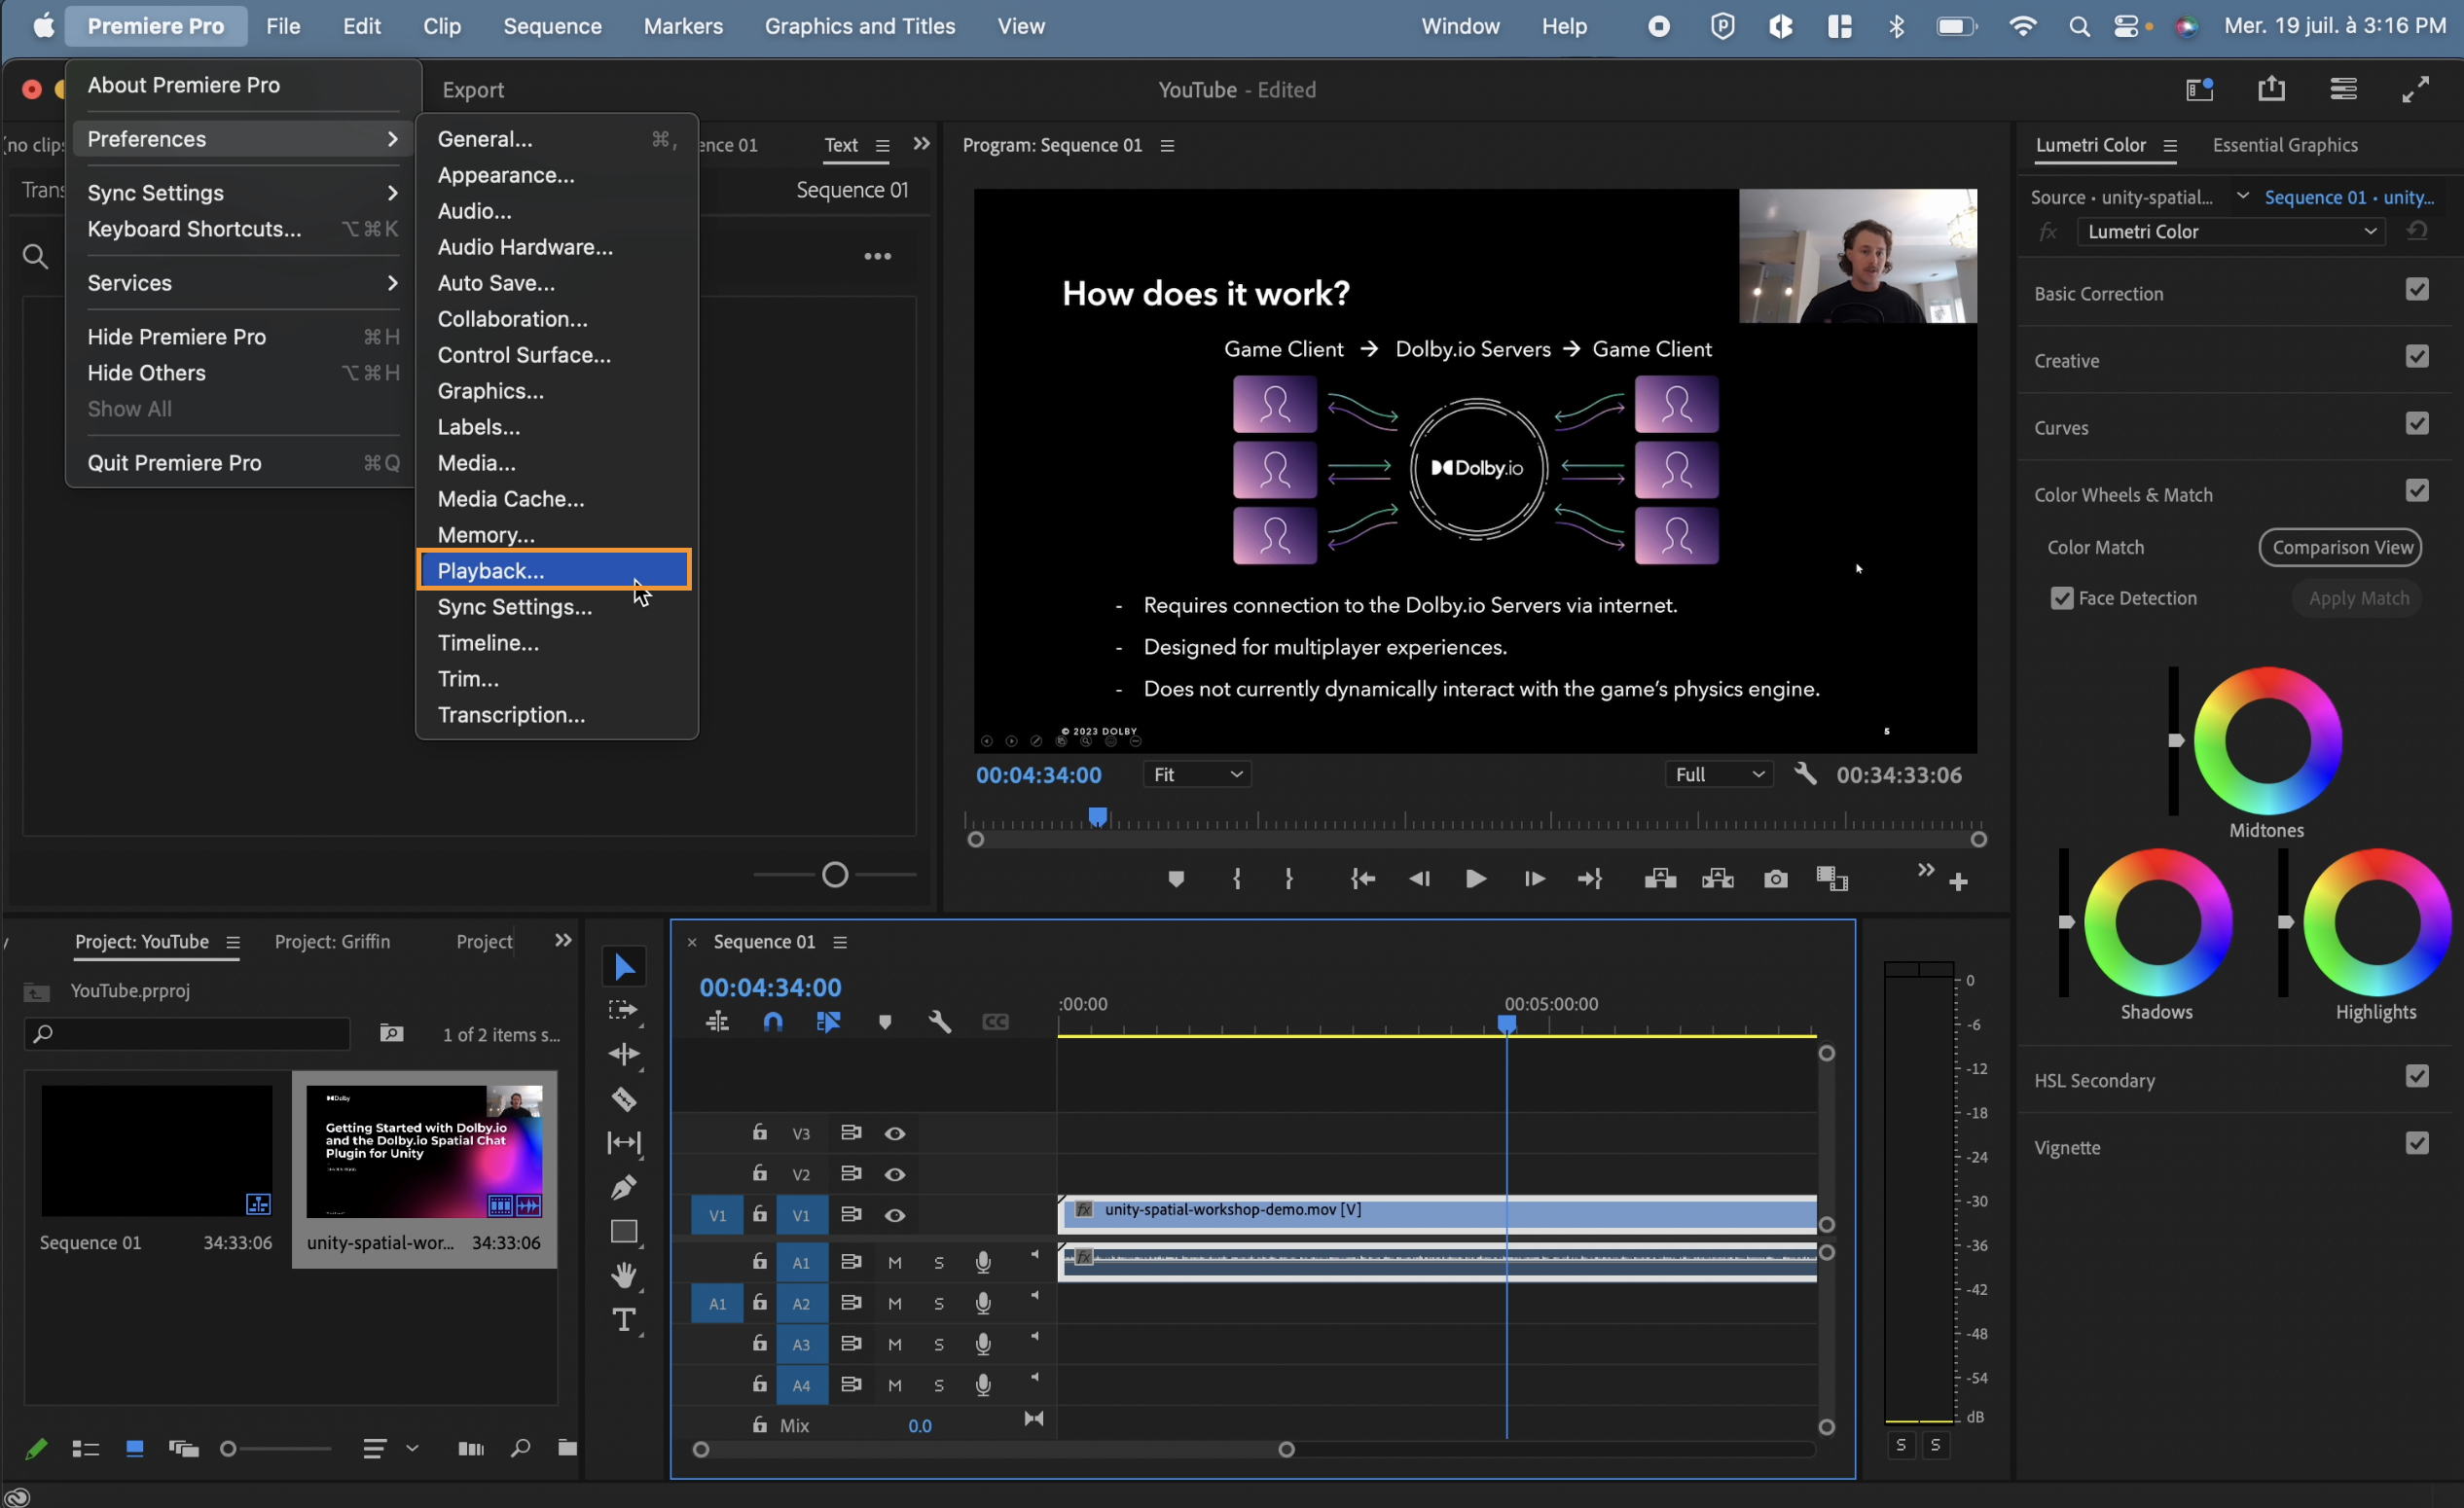 Premiere Pro File Edit Clip Sequence Markers Graphics and Titles View Window Help Mer. 19 juil. à 3:16 PM
Export
YouTube - Edited
About Premiere Pro
Preferences
Sync Settings
Keyboard Shortcuts... ⌥⌘K
Services
Hide Premiere Pro ⌘H
Hide Others ⌥⌘H
Show All
Quit Premiere Pro ⌘Q
General... ⌘,
Appearance...
Audio...
Audio Hardware...
Auto Save...
Collaboration...
Control Surface...
Graphics...
Labels...
Media...
Media Cache...
Memory...
Playback...
Sync Settings...
Timeline...
Trim...
Transcription...
(no clips
Trans
ence 01
Text
Sequence 01
Program: Sequence 01
How does it work?
Game Client → Dolby.io Servers → Game Client
Dolby.io
- Requires connection to the Dolby.io Servers via internet.
- Designed for multiplayer experiences.
- Does not currently dynamically interact with the game's physics engine.
© 2023 DOLBY
5
00:04:34:00 Fit Full 00:34:33:06
Lumetri Color Essential Graphics
Source • unity-spatial... Sequence 01 • unity...
fx Lumetri Color
Basic Correction
Creative
Curves
Color Wheels & Match
Color Match Comparison View
Face Detection Apply Match
Midtones
Shadows
Highlights
HSL Secondary
Vignette
Project: YouTube Project: Griffin Project
YouTube.prproj
1 of 2 items s...
Dolby
Getting Started with Dolby.io
and the Dolby.io Spatial Chat
Plugin for Unity
Sequence 01 34:33:06
unity-spatial-wor... 34:33:06
T
× Sequence 01
00:04:34:00
CC
:00:00 00:05:00:00
V3
V2
V1 V1
fx unity-spatial-workshop-demo.mov [V]
A1 M S
fx
A1 A2 M S
A3 M S
A4 M S
Mix 0.0
0
-6
-12
-18
-24
-30
-36
-42
-48
-54
dB
S S